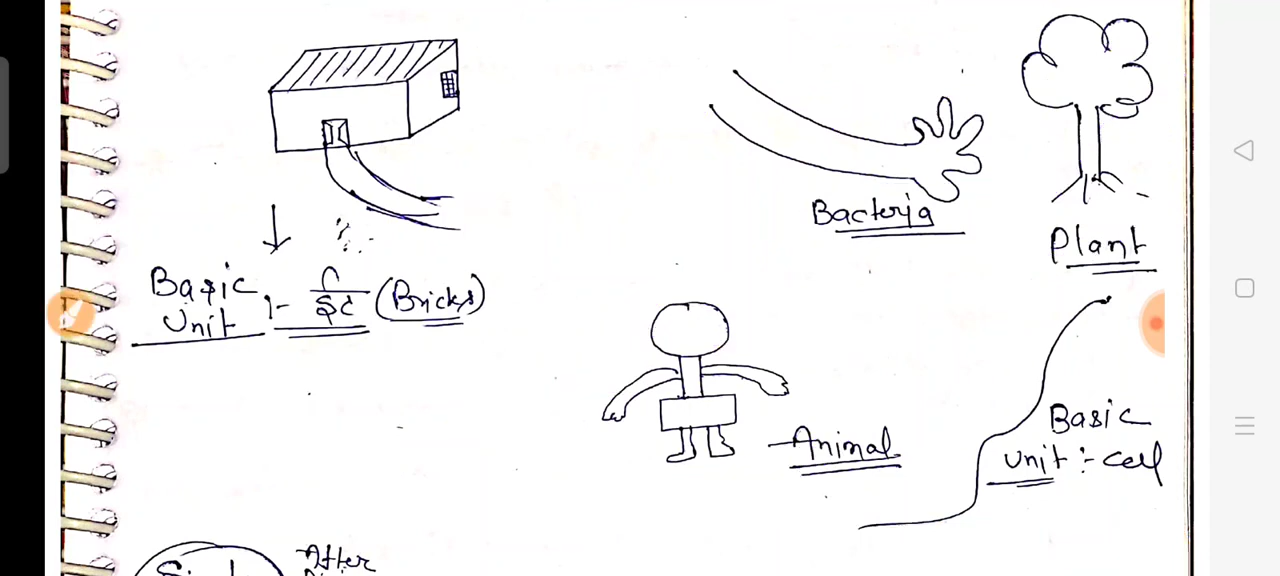 Basic
Unit :- (Bricks)
Bacteria
Plant
Animal
Basic
Unit :- cell
After